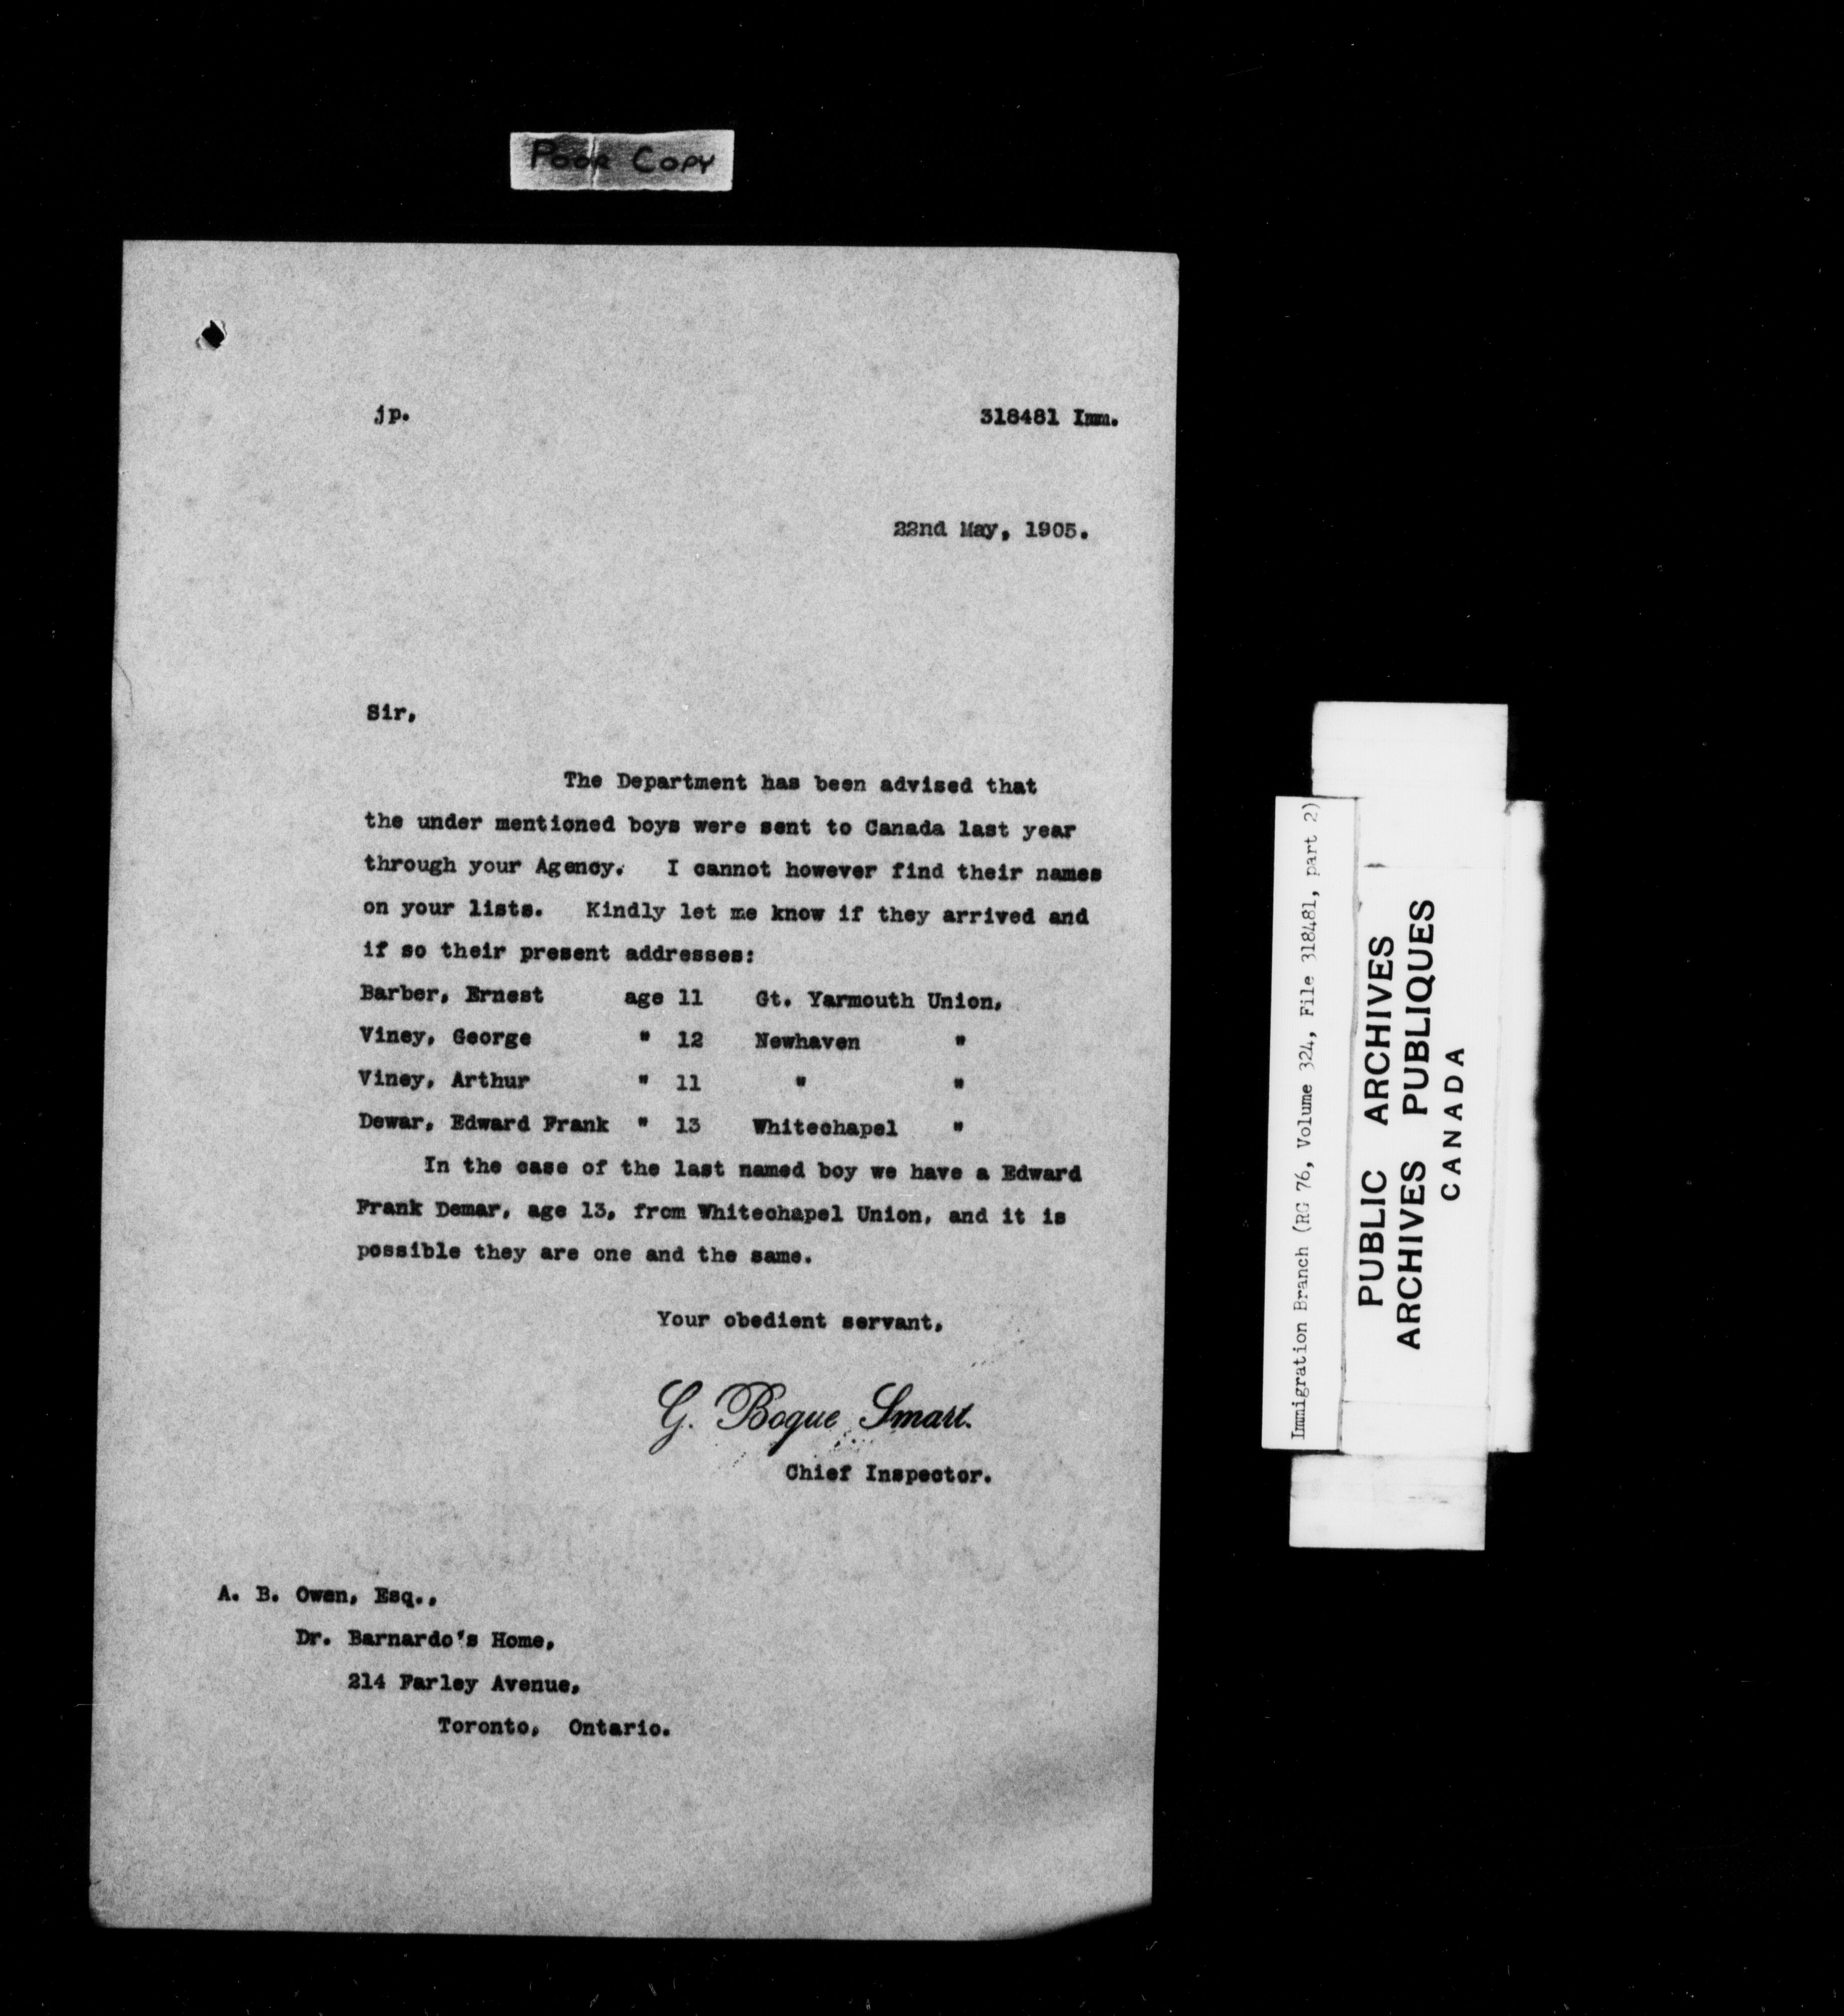 POOR COPY
jp.
318481 Imm.
22nd May, 1905.
Sir,
The Department has been advised that
the under mentioned boys were sent to Canada last year
through your Agency. I cannot however find their names
on your lists. Kindly let me know if they arrived and
if so their present addresses:
Barber, Ernest age 11 Gt. Yarmouth Union,
Viney, George " 12 Newhaven "
Viney, Arthur " 11 " "
Dewar, Edward Frank " 13 Whitechapel "
In the case of the last named boy we have a Edward
Frank Demar, age 13, from Whitechapel Union, and it is
possible they are one and the same.
Your obedient servant,
G. Bogue Smart.
Chief Inspector.
A. B. Owen, Esq.,
Dr. Barnardo's Home,
214 Farley Avenue,
Toronto, Ontario.
Immigration Branch (RG 76, Volume 324, File 318481, part 2)
PUBLIC ARCHIVES
ARCHIVES PUBLIQUES
CANADA